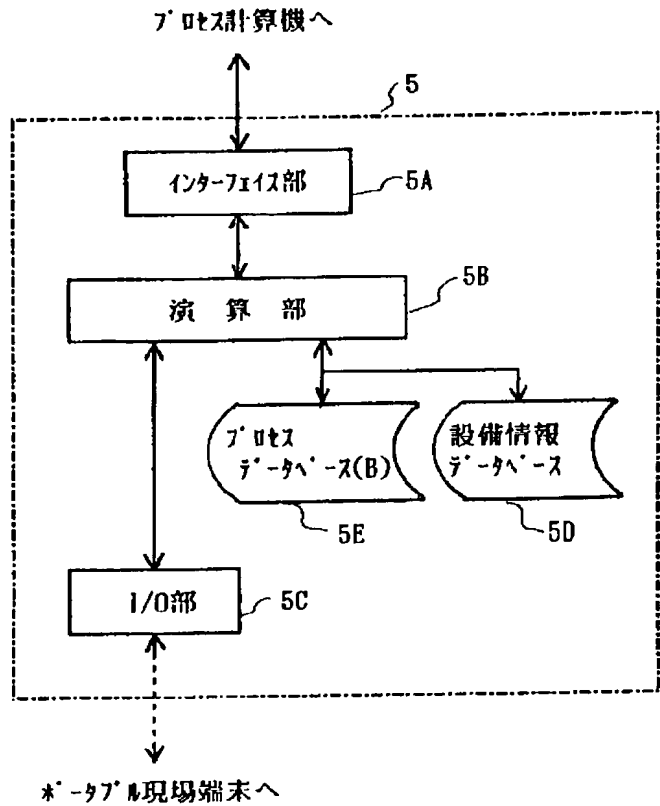 プロセス計算機へ
5
インターフェイス部
5A
演算部
5B
プロセス
データベース(B)
設備情報
データベース
5E
5D
I/O部
5C
ポータブル現場端末へ